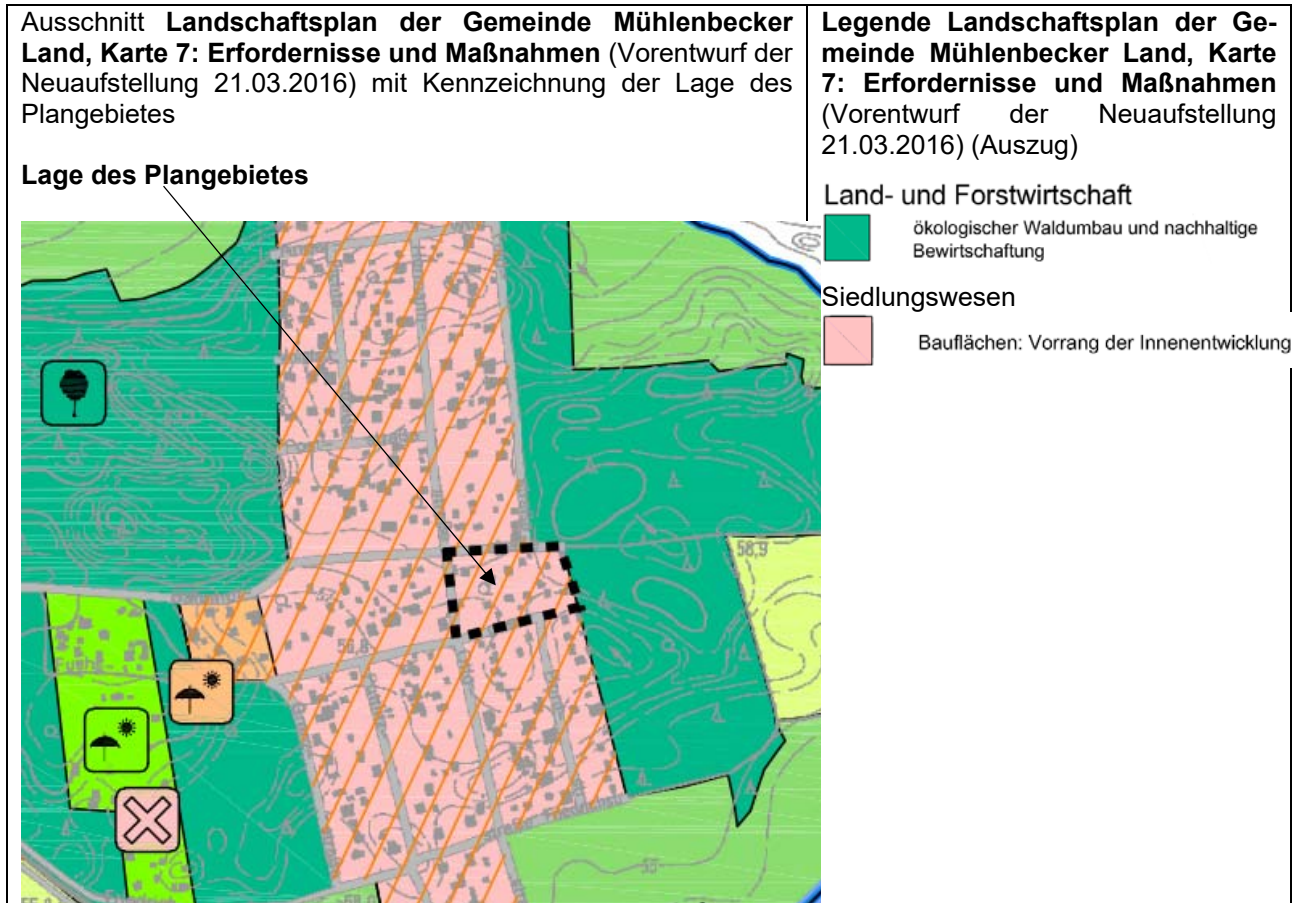 Ausschnitt Landschaftsplan der Gemeinde Mühlenbecker
Land, Karte 7: Erfordernisse und Maßnahmen (Vorentwurf der
Neuaufstellung 21.03.2016) mit Kennzeichnung der Lage des
Plangebietes
Lage des Plangebietes
58,9
55
Legende Landschaftsplan der Ge-
meinde Mühlenbecker Land, Karte
7: Erfordernisse und Maßnahmen
(Vorentwurf der Neuaufstellung
21.03.2016) (Auszug)
Land- und Forstwirtschaft
ökologischer Waldumbau und nachhaltige
Bewirtschaftung
Siedlungswesen
Bauflächen: Vorrang der Innenentwicklung